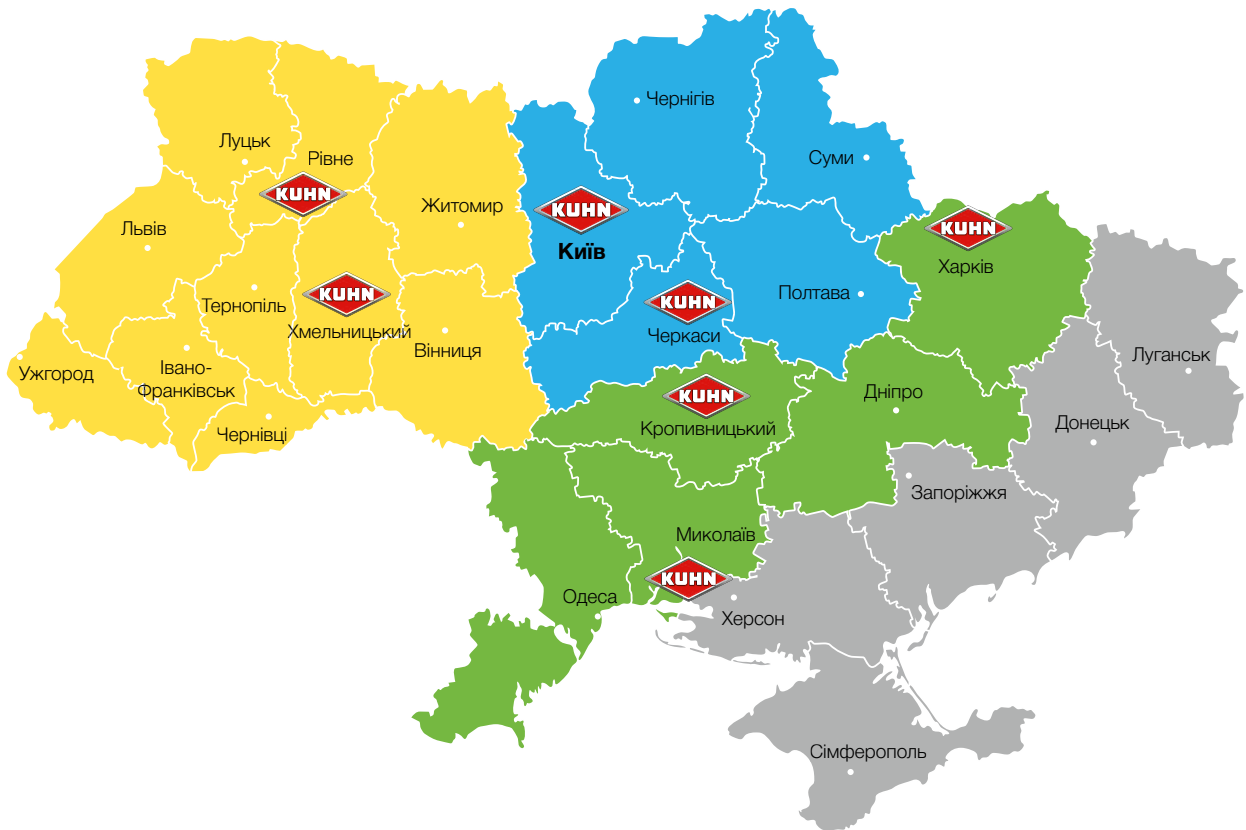 Чернігів
Луцьк
Рівне
Суми
KUHN
Житомир
KUHN
Львів
KUHN
Київ
Харків
Тернопіль
KUHN
Хмельницький
KUHN
Черкаси
Полтава
Вінниця
Луганськ
Ужгород
Івано-
Франківськ
KUHN
Дніпро
Чернівці
Кропивницький
Донецьк
Запоріжжя
Миколаїв
KUHN
Одеса
Херсон
Сімферополь